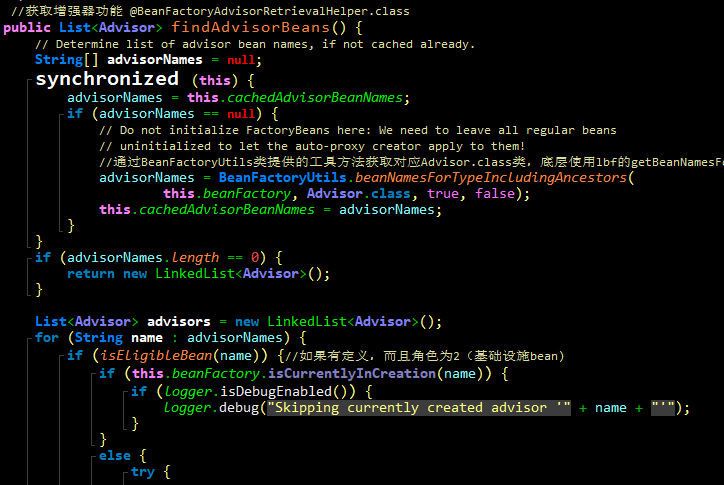 //获取增强器功能 @BeanFactoryAdvisorRetrievalHelper.class
public List<Advisor> findAdvisorBeans() {
// Determine list of advisor bean names, if not cached already.
String[] advisorNames = null;
synchronized (this) {
advisorNames = this.cachedAdvisorBeanNames;
if (advisorNames == null) {
// Do not initialize FactoryBeans here: We need to leave all regular beans
// uninitialized to let the auto-proxy creator apply to them!
//通过BeanFactoryUtils类提供的工具方法获取对应Advisor.class类，底层使用lbf的getBeanNamesFo
advisorNames = BeanFactoryUtils.beanNamesForTypeIncludingAncestors(
this.beanFactory, Advisor.class, true, false);
this.cachedAdvisorBeanNames = advisorNames;
}
}
if (advisorNames.length == 0) {
return new LinkedList<Advisor>();
}
List<Advisor> advisors = new LinkedList<Advisor>();
for (String name : advisorNames) {
if (isEligibleBean(name)) {//如果有定义，而且角色为2（基础设施bean）
if (this.beanFactory.isCurrentlyInCreation(name)) {
if (logger.isDebugEnabled()) {
logger.debug("Skipping currently created advisor '" + name + "'");
}
}
else {
try {